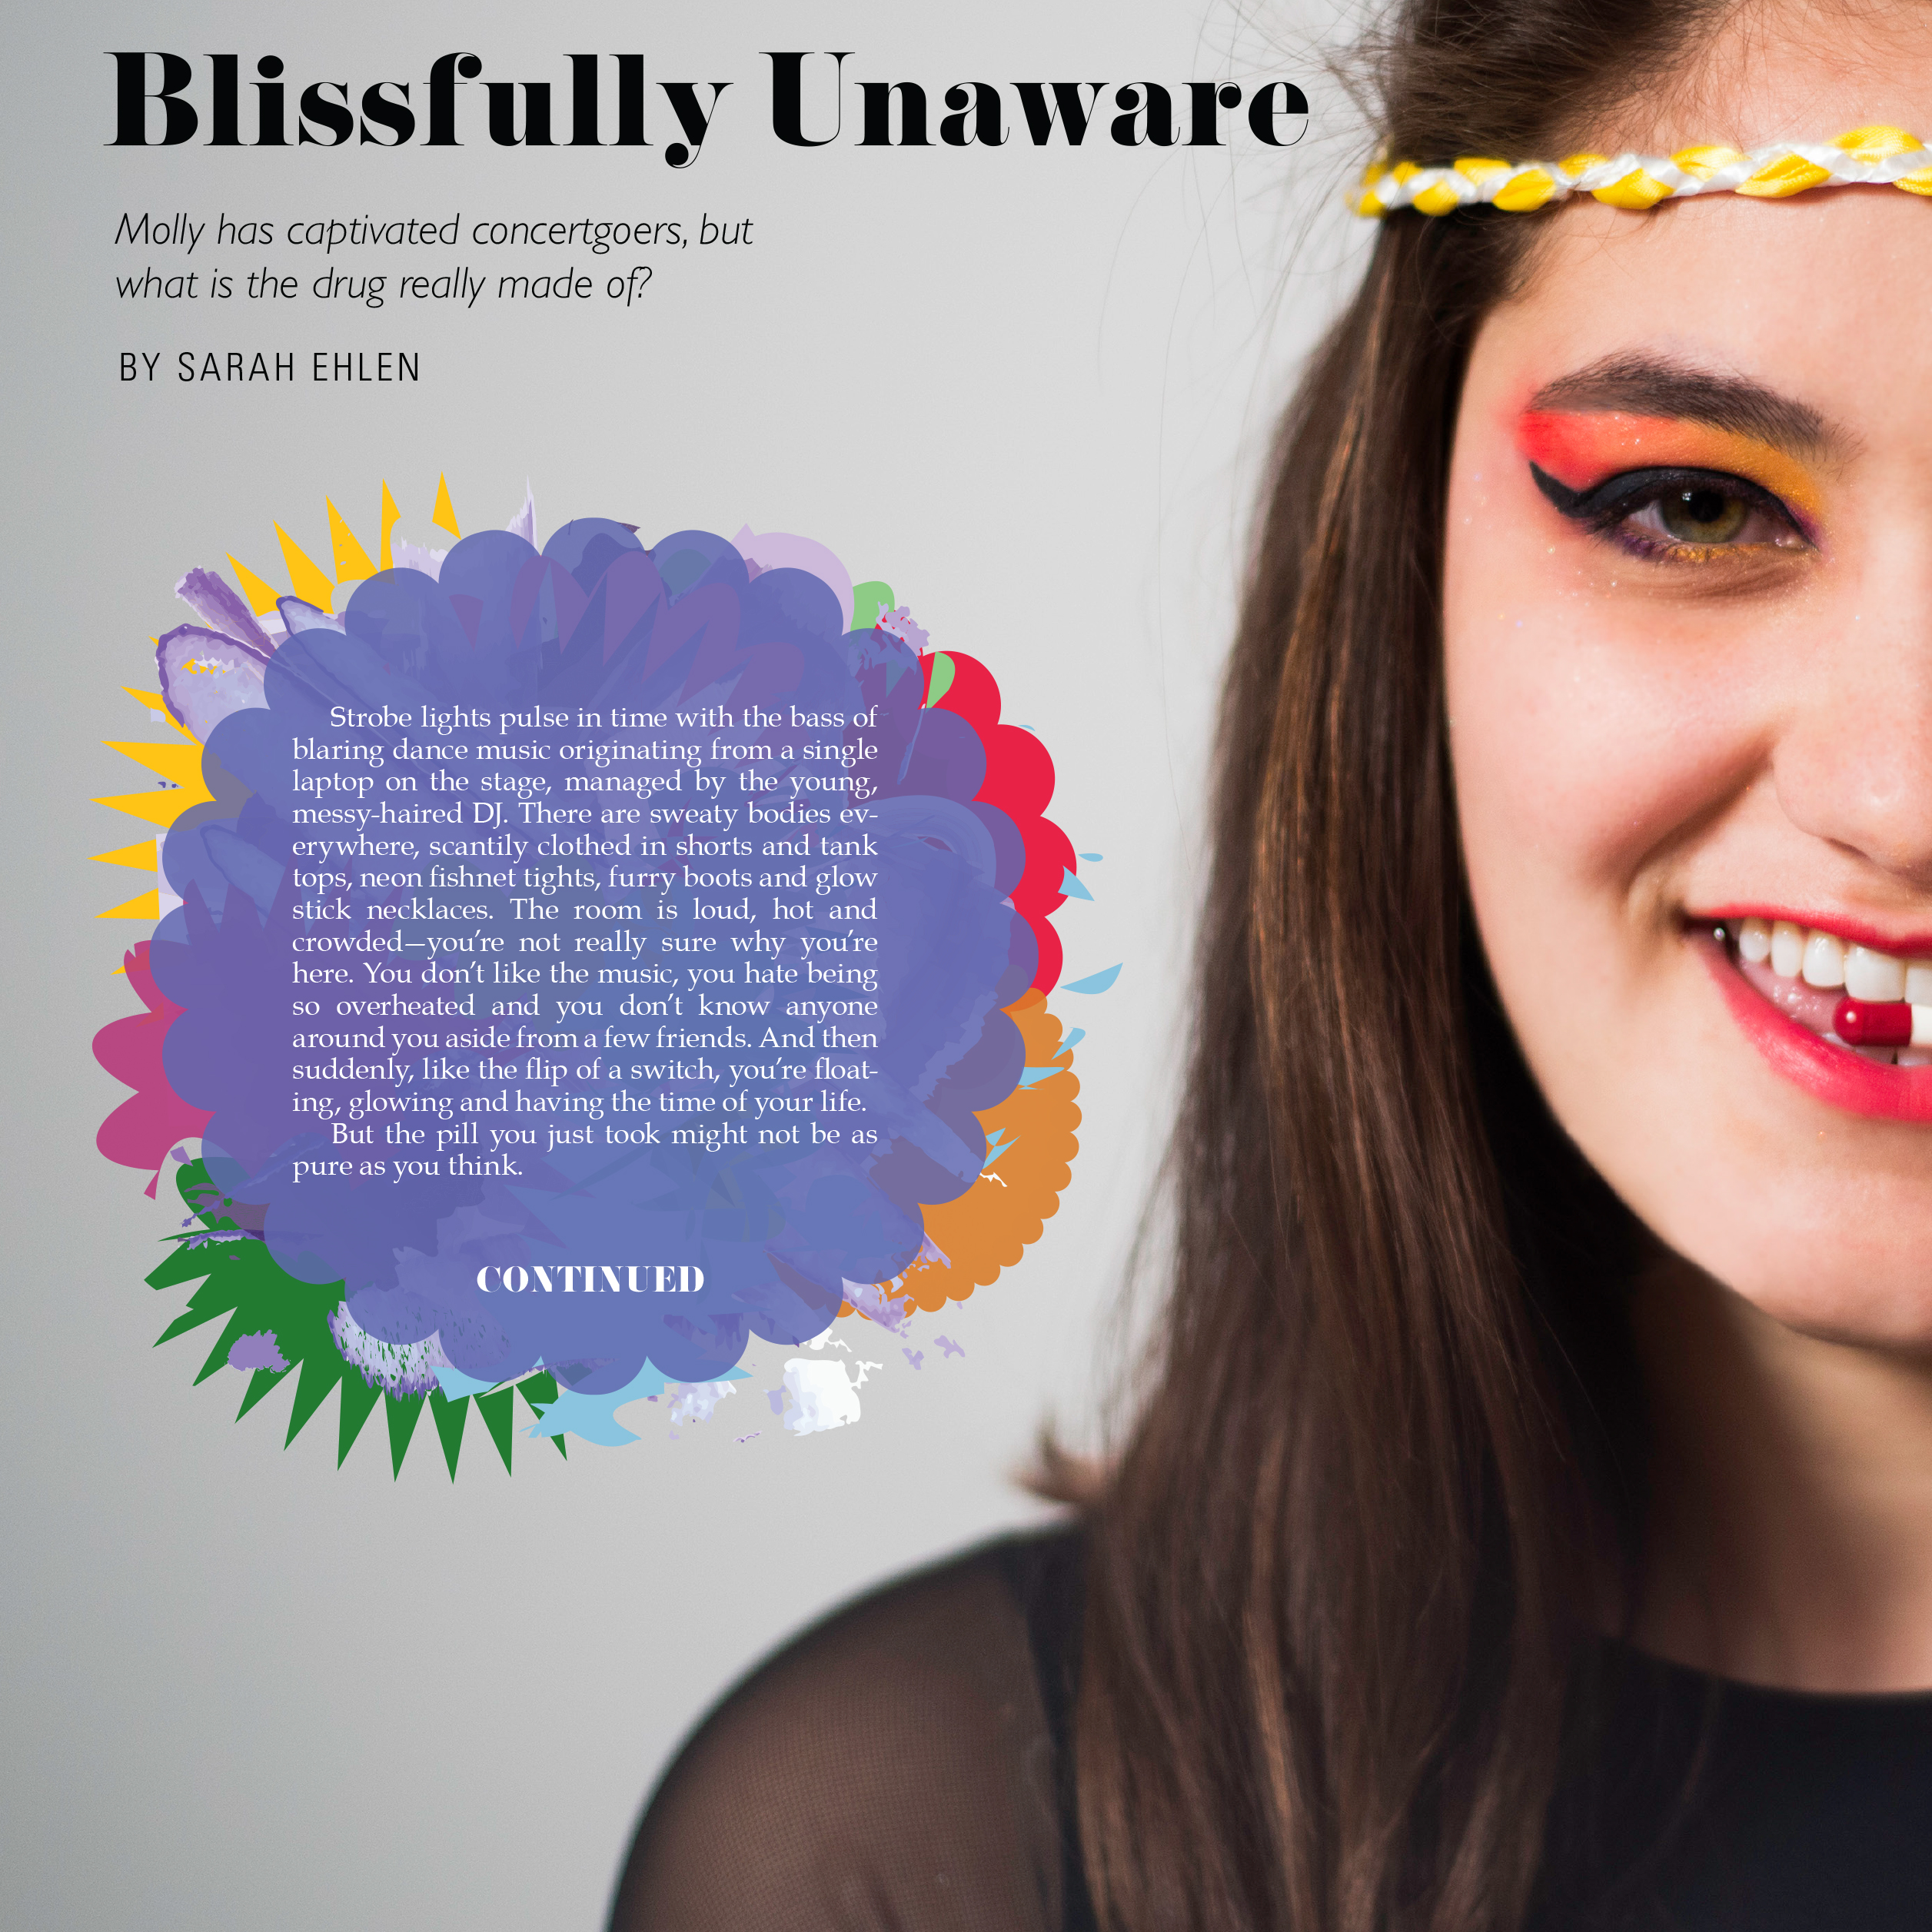 Blissfully Unaware
Molly has captivated concertgoers, but
what is the drug really made of?
BY SARAH EHLEN
Strobe lights pulse in time with the bass of
blaring dance music originating from a single
laptop on the stage, managed by the young,
messy-haired DJ. There are sweaty bodies ev-
erywhere, scantily clothed in shorts and tank
tops, neon fishnet tights, furry boots and glow
stick necklaces. The room is loud, hot and
crowded—you’re not really sure why you’re
here. You don’t like the music, you hate being
so overheated and you don’t know anyone
around you aside from a few friends. And then
suddenly, like the flip of a switch, you’re float-
ing, glowing and having the time of your life.
But the pill you just took might not be as
pure as you think.
CONTINUED